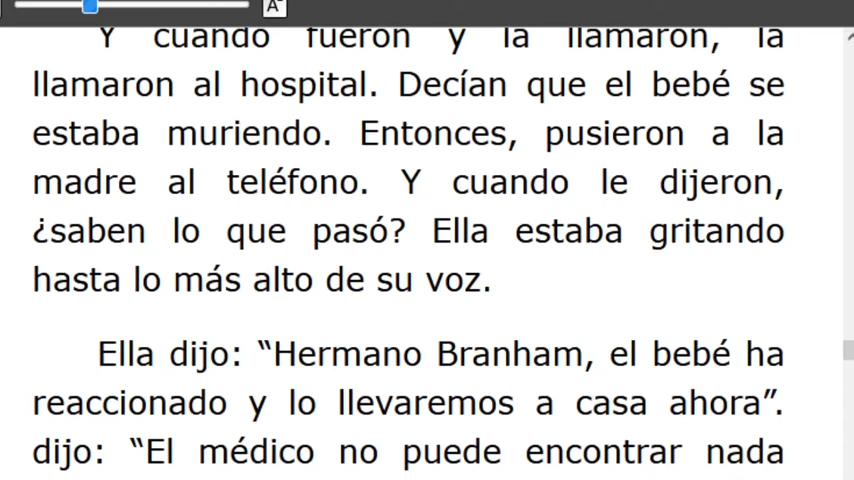 A
Y cuando fueron y la llamaron, la
llamaron al hospital. Decían que el bebé se
estaba muriendo. Entonces, pusieron a la
madre al teléfono. Y cuando le dijeron,
¿saben lo que pasó? Ella estaba gritando
hasta lo más alto de su voz.
Ella dijo: “Hermano Branham, el bebé ha
reaccionado y lo llevaremos a casa ahora”.
dijo: “El médico no puede encontrar nada